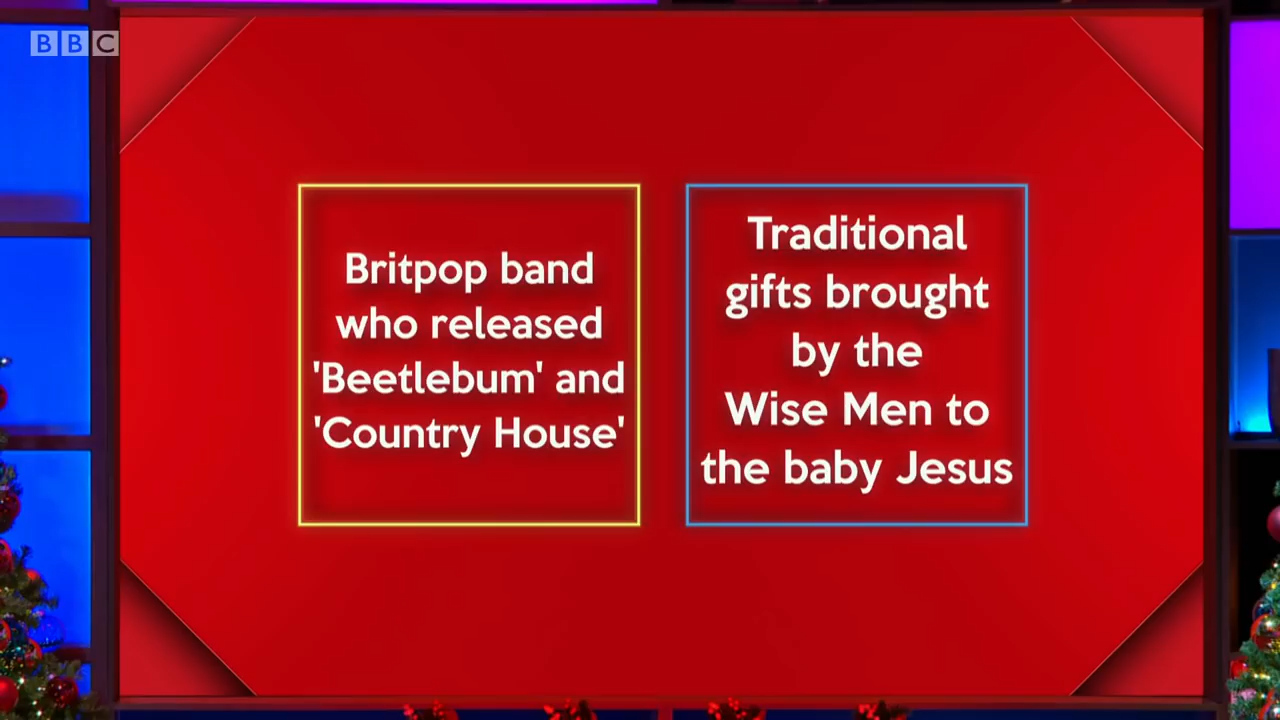 BBC
Britpop band
who released
'Beetlebum' and
'Country House'
Traditional
gifts brought
by the
Wise Men to
the baby Jesus